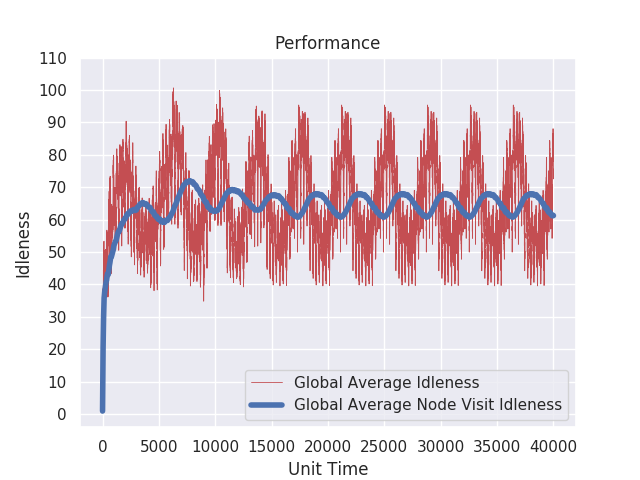 Performance
110
100
90
80
70
60
50
40
30
20
10
0
Idleness
Global Average Idleness
Global Average Node Visit Idleness
0 5000 10000 15000 20000 25000 30000 35000 40000
Unit Time